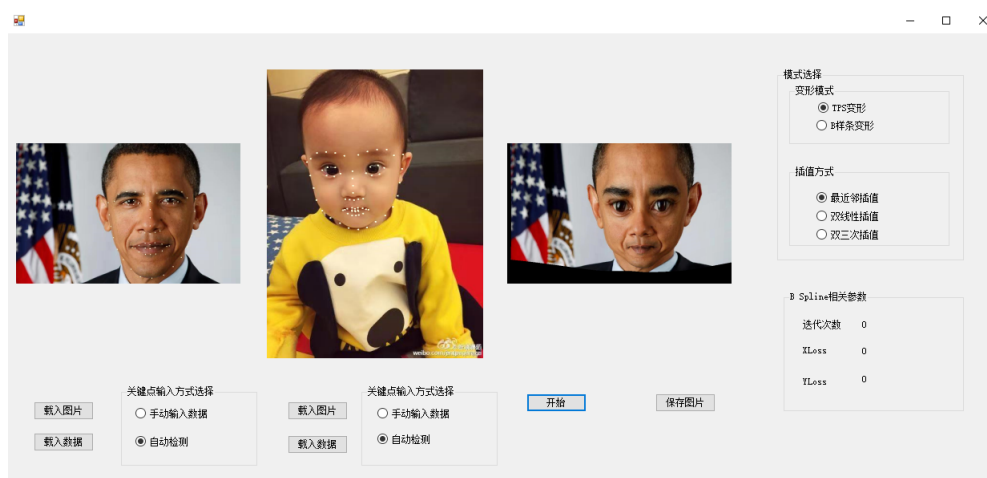 模式选择
变形模式
TPS变形
B样条变形
插值方式
最近邻插值
双线性插值
双三次插值
B Spline相关参数
迭代次数 0
XLoss 0
YLoss 0
关键点输入方式选择
载入图片
手动输入数据
载入数据
自动检测
关键点输入方式选择
载入图片
手动输入数据
载入数据
自动检测
开始
保存图片